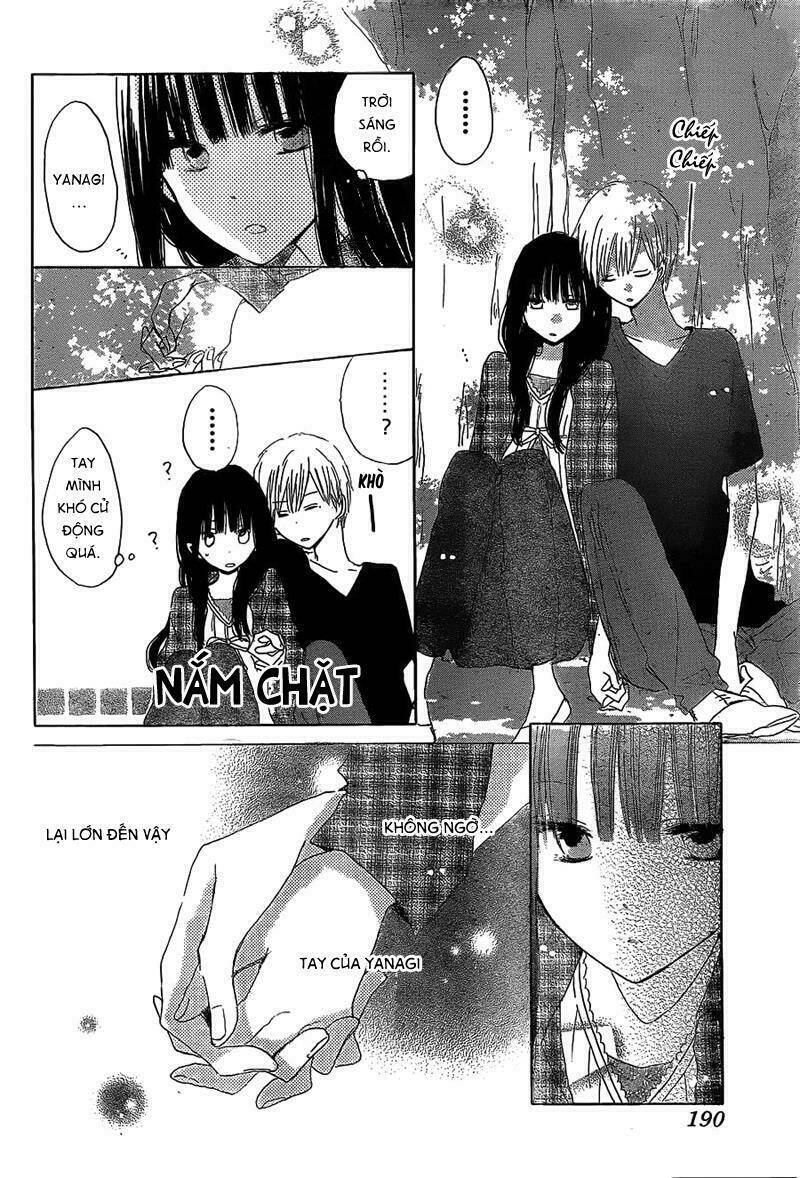 ……
Chiếp
Chiếp
TRỜI
SÁNG
RỒI.
YANAGI
...
……?
KHÒ
……
?
?
TAY
MÌNH
KHÓ CỬ
ĐỘNG
QUÁ.
NẮM CHẶT
KHÔNG NGỜ...
TAY CỦA YANAGI
LẠI LỚN ĐẾN VẬY
190